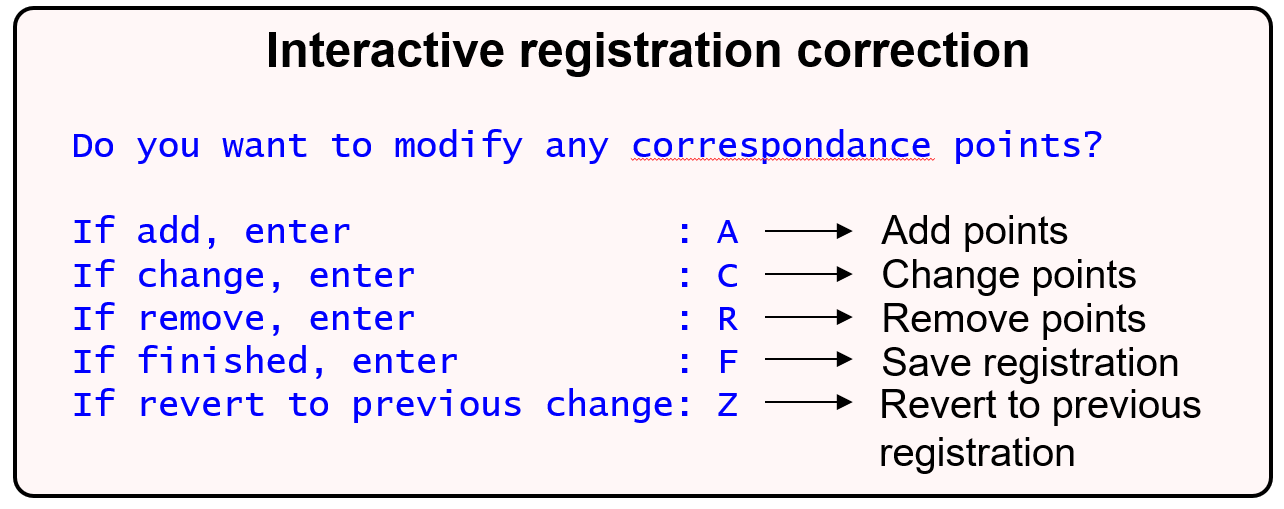 Interactive registration correction
Do you want to modify any correspondance points?
If add, enter : A Add points
If change, enter : C Change points
If remove, enter : R Remove points
If finished, enter : F Save registration
If revert to previous change: Z Revert to previous
registration